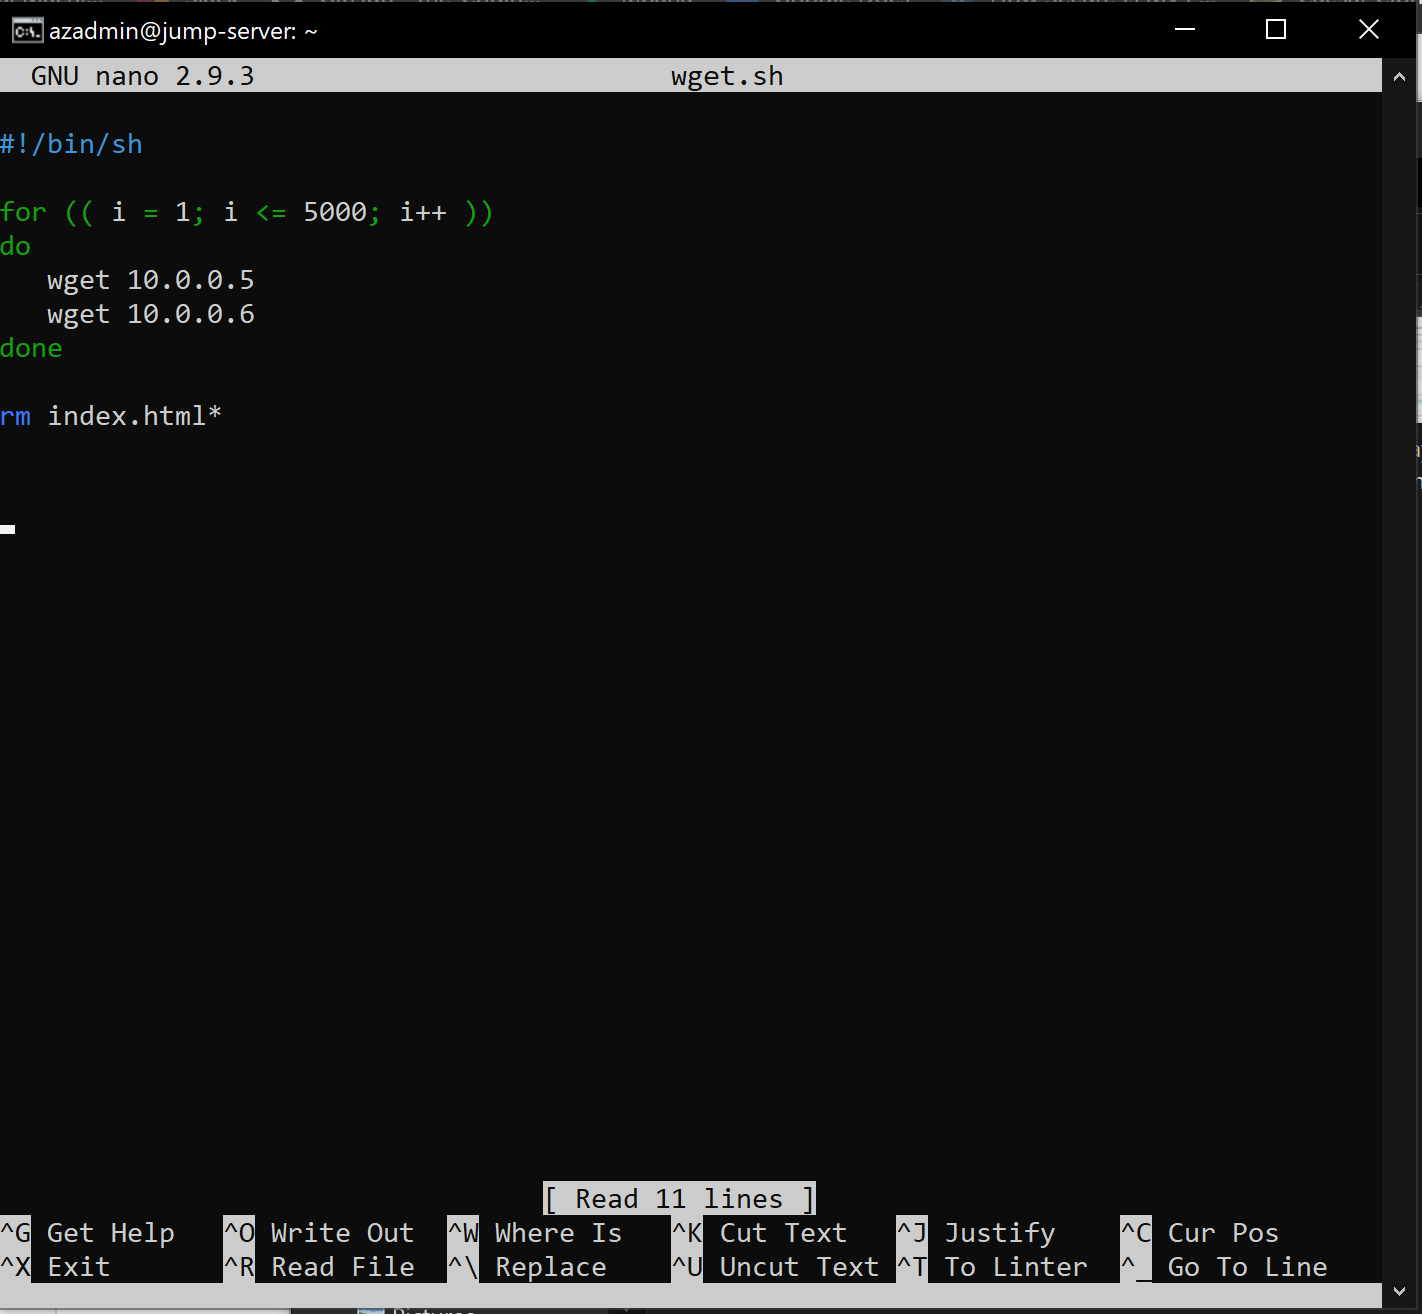 azadmin@jump-server: ~
GNU nano 2.9.3 wget.sh
#!/bin/sh
for (( i = 1; i <= 5000; i++ ))
do
wget 10.0.0.5
wget 10.0.0.6
done
rm index.html*
[ Read 11 lines ]
^G Get Help ^O Write Out ^W Where Is ^K Cut Text ^J Justify ^C Cur Pos
^X Exit ^R Read File ^\ Replace ^U Uncut Text ^T To Linter ^_ Go To Line